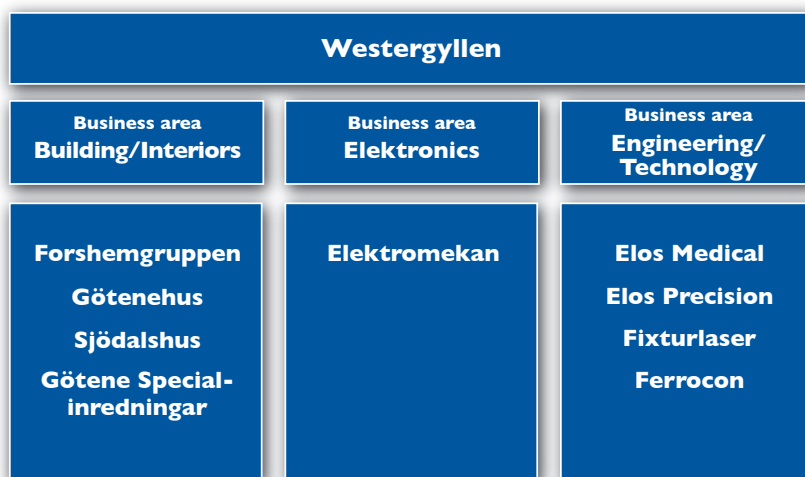 Westergyllen
Business area
Building/Interiors
Business area
Elektronics
Business area
Engineering/
Technology
Forshemgruppen
Götenehus
Sjödalshus
Götene Special-
inredningar
Elektromekan
Elos Medical
Elos Precision
Fixturlaser
Ferrocon